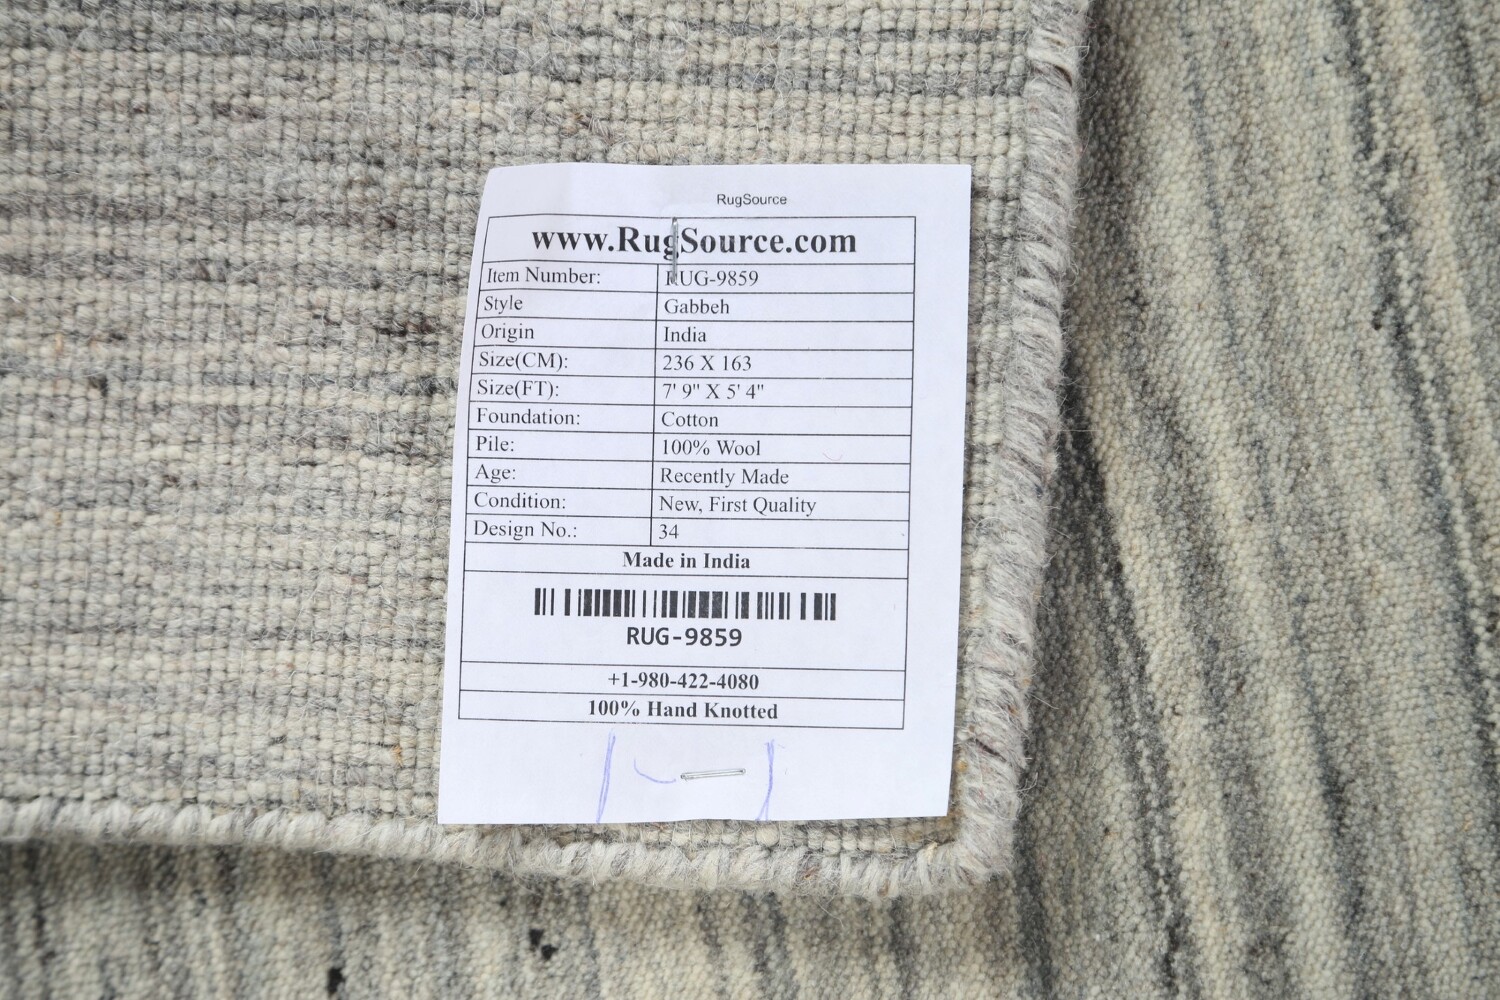 RugSource
www.RugSource.com
Item Number: RUG-9859
Style Gabbeh
Origin India
Size(CM): 236 X 163
Size(FT): 7' 9" X 5' 4"
Foundation: Cotton
Pile: 100% Wool
Age: Recently Made
Condition: New, First Quality
Design No.: 34
Made in India
RUG-9859
+1-980-422-4080
100% Hand Knotted